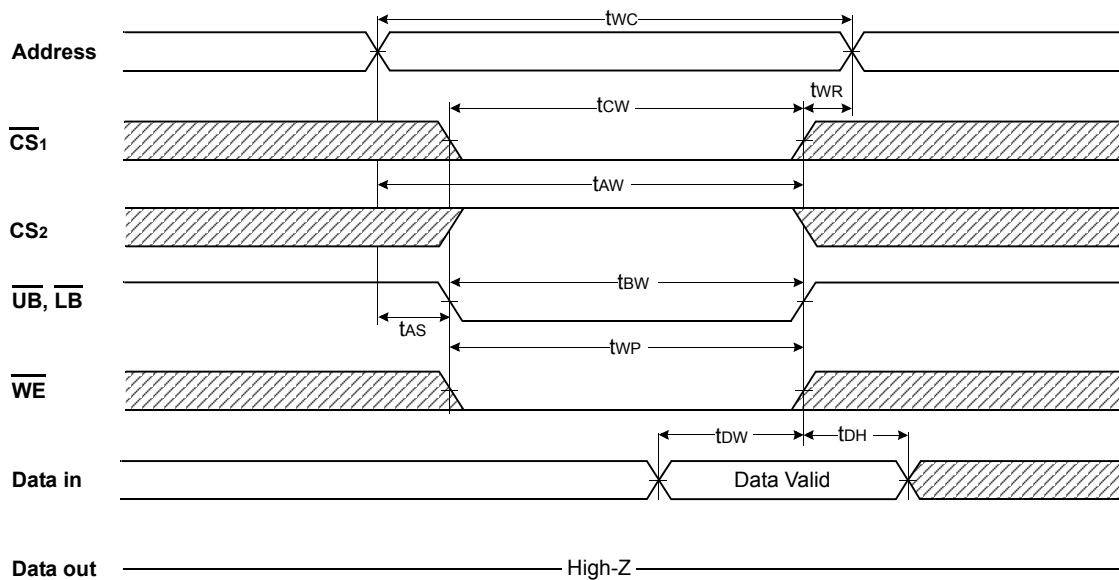 tWC
Address
tWR
tCW
CS1
tAW
CS2
tBW
UB, LB
tAS
tWP
WE
tDW
tDH
Data in
Data Valid
Data out
High-Z